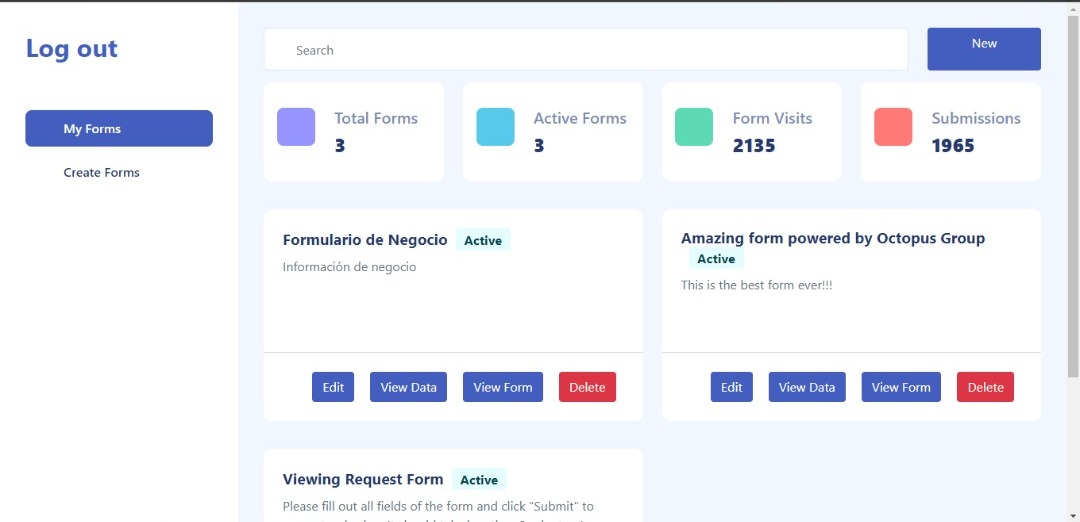 Log out
My Forms
Create Forms
Search
New
Total Forms
3
Active Forms
3
Form Visits
2135
Submissions
1965
Formulario de Negocio Active
Información de negocio
Edit View Data View Form Delete
Amazing form powered by Octopus Group
Active
This is the best form ever!!!
Edit View Data View Form Delete
Viewing Request Form Active
Please fill out all fields of the form and click "Submit" to